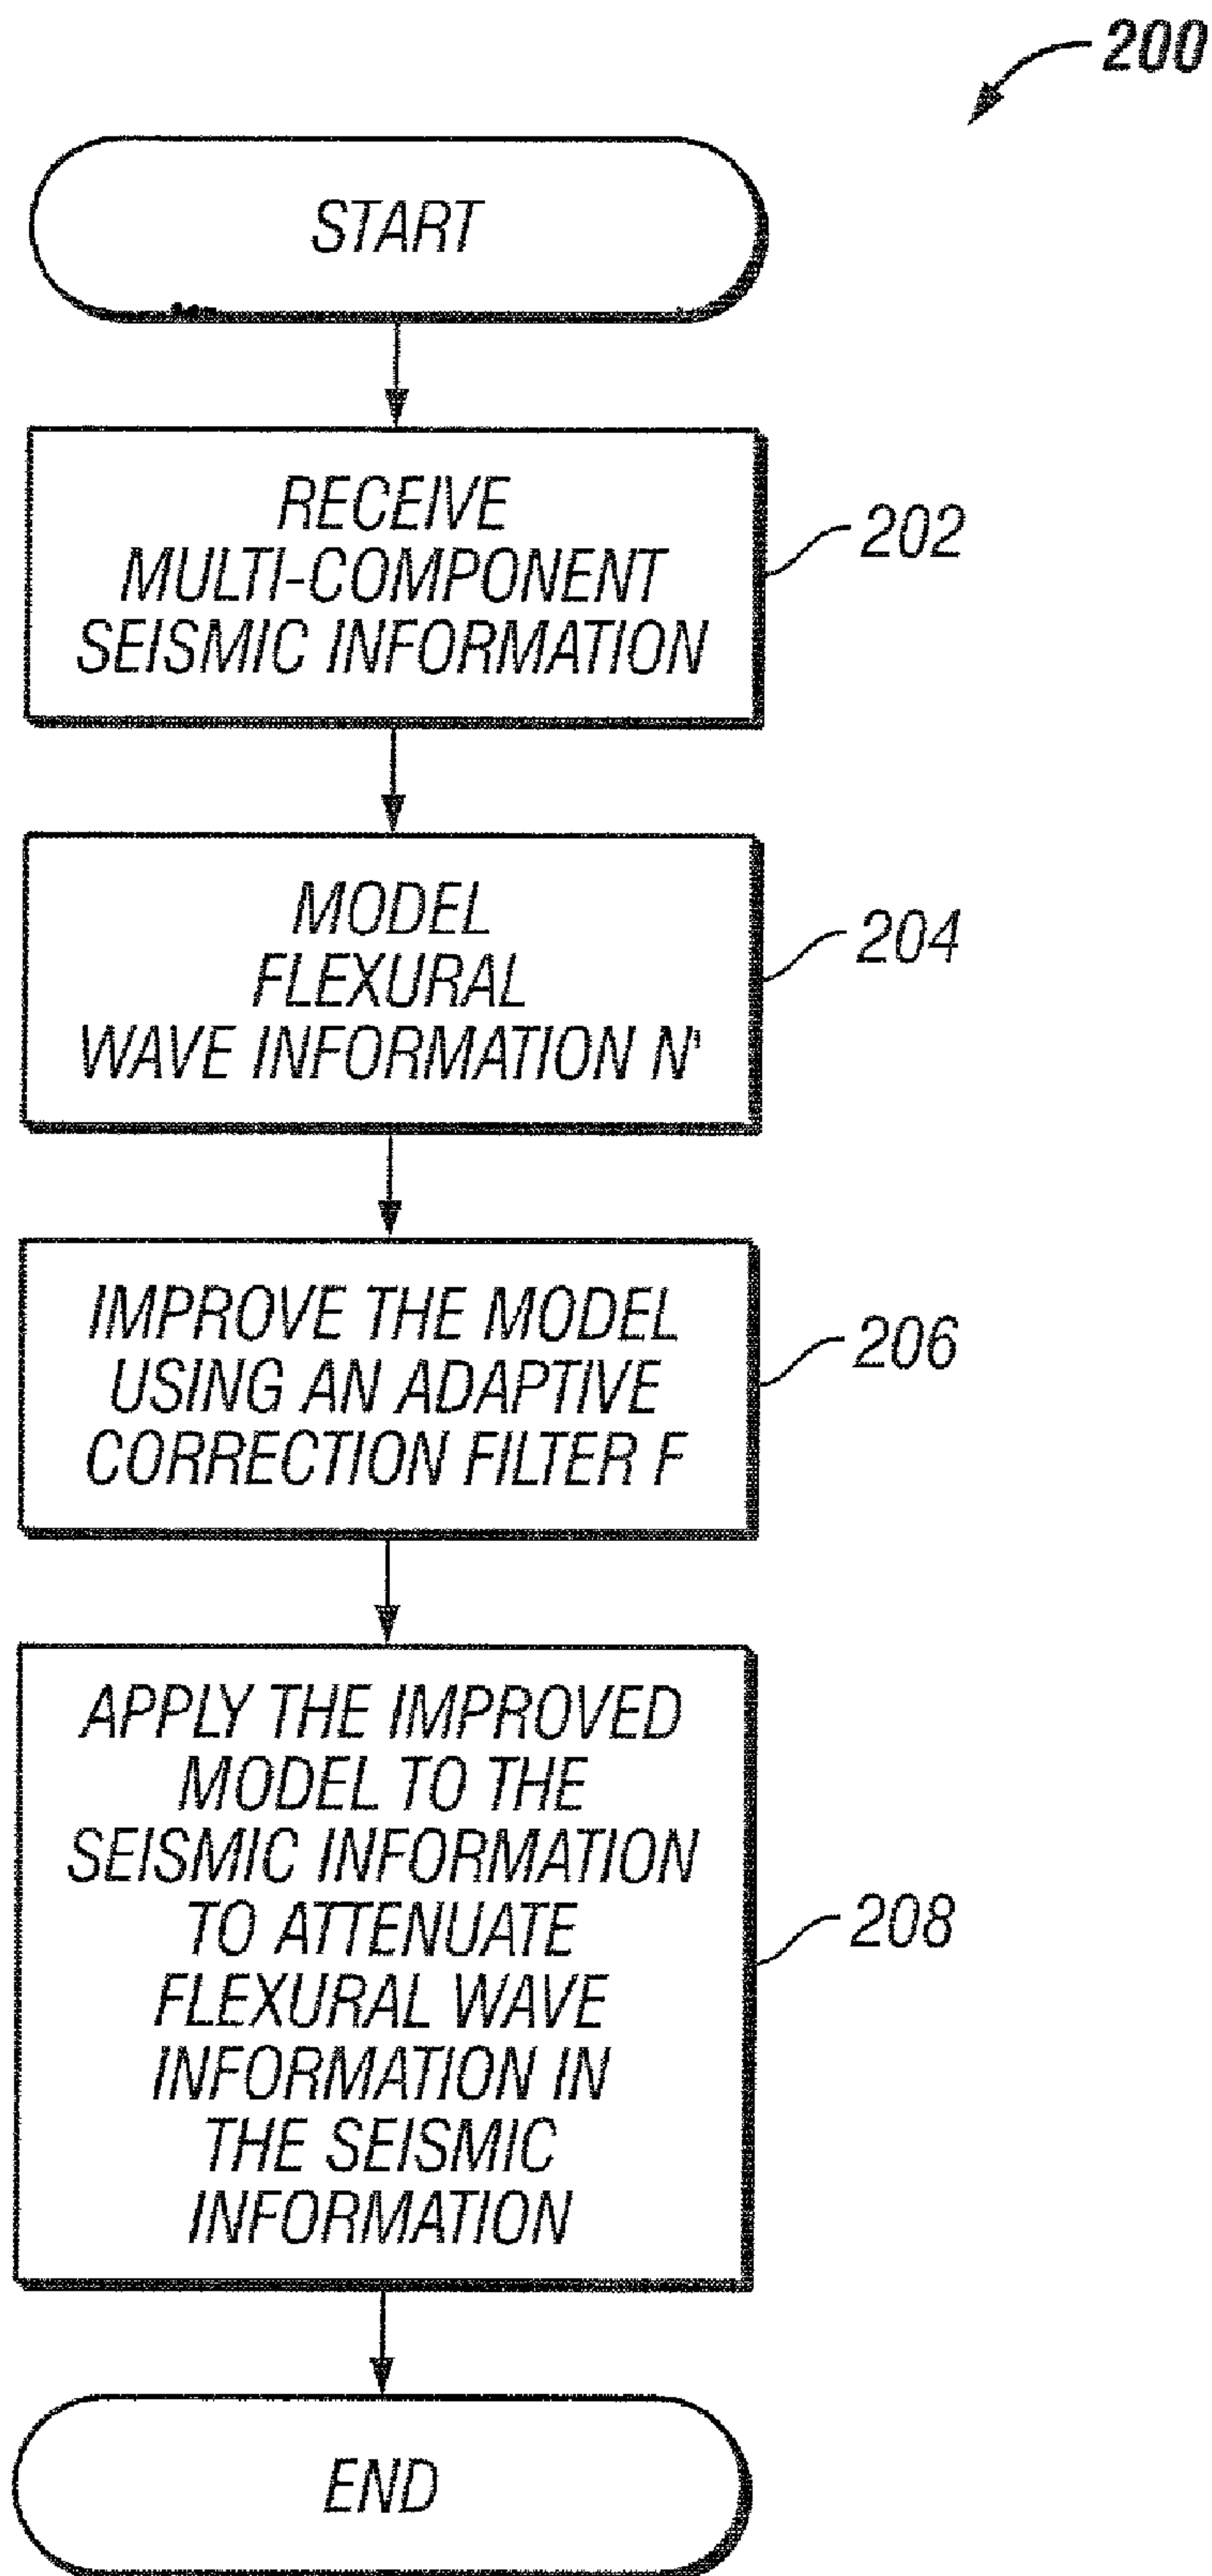 200
START
RECEIVE
MULTI-COMPONENT
SEISMIC INFORMATION
202
MODEL
FLEXURAL
WAVE INFORMATION N'
204
IMPROVE THE MODEL
USING AN ADAPTIVE
CORRECTION FILTER F
206
APPLY THE IMPROVED
MODEL TO THE
SEISMIC INFORMATION
TO ATTENUATE
FLEXURAL WAVE
INFORMATION IN
THE SEISMIC
INFORMATION
208
END